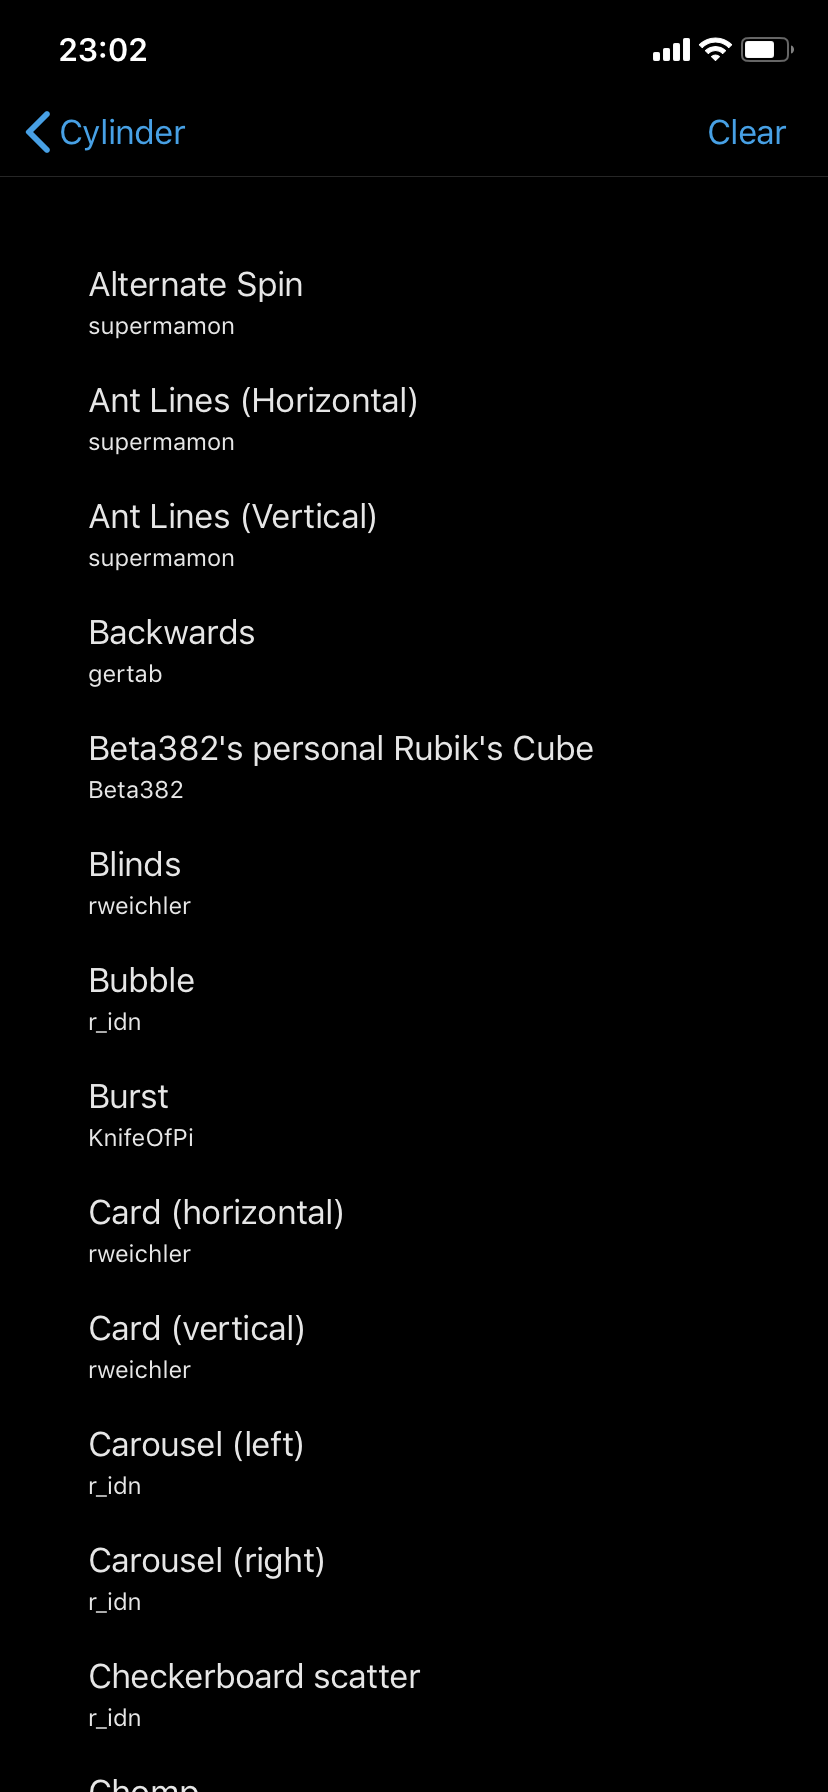 23:02
Cylinder
Clear
Alternate Spin
supermamon
Ant Lines (Horizontal)
supermamon
Ant Lines (Vertical)
supermamon
Backwards
gertab
Beta382's personal Rubik's Cube
Beta382
Blinds
rweichler
Bubble
r_idn
Burst
KnifeOfPi
Card (horizontal)
rweichler
Card (vertical)
rweichler
Carousel (left)
r_idn
Carousel (right)
r_idn
Checkerboard scatter
r_idn
Chomp